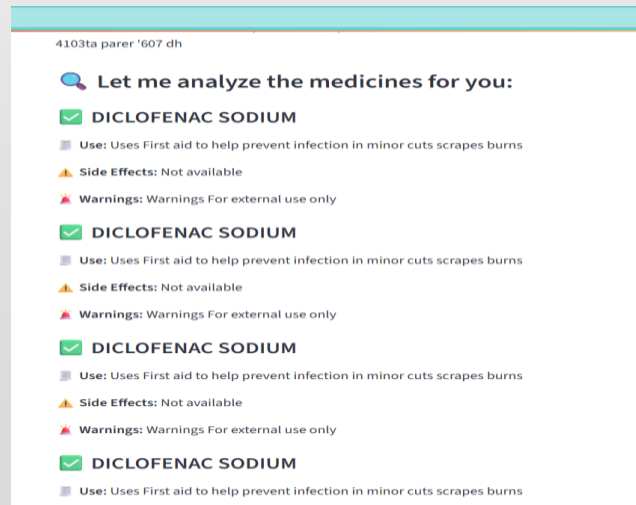 4103ta parer '607 dh
Let me analyze the medicines for you:
DICLOFENAC SODIUM
Use: Uses First aid to help prevent infection in minor cuts scrapes burns
Side Effects: Not available
Warnings: Warnings For external use only
DICLOFENAC SODIUM
Use: Uses First aid to help prevent infection in minor cuts scrapes burns
Side Effects: Not available
Warnings: Warnings For external use only
DICLOFENAC SODIUM
Use: Uses First aid to help prevent infection in minor cuts scrapes burns
Side Effects: Not available
Warnings: Warnings For external use only
DICLOFENAC SODIUM
Use: Uses First aid to help prevent infection in minor cuts scrapes burns